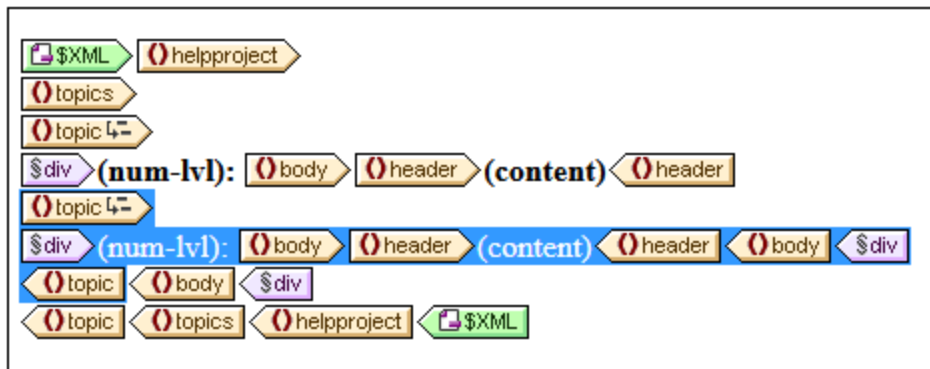 $XML ()helpproject
()topics
()topic
§div (num-lvl): ()body ()header (content) ()header
()topic
§div (num-lvl): ()body ()header (content) ()header ()body §div
()topic ()body §div
()topic ()topics ()helpproject $XML